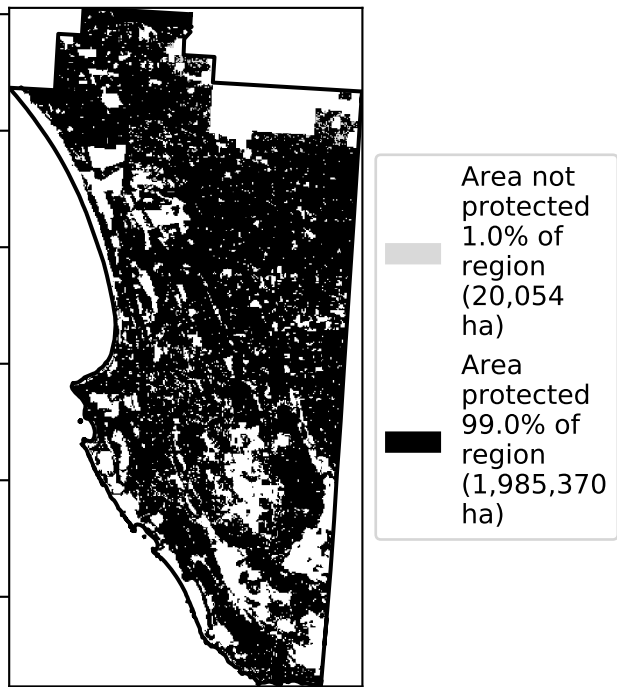 Area not
protected
1.0% of
region
(20,054
ha)
Area
protected
99.0% of
region
(1,985,370
ha)